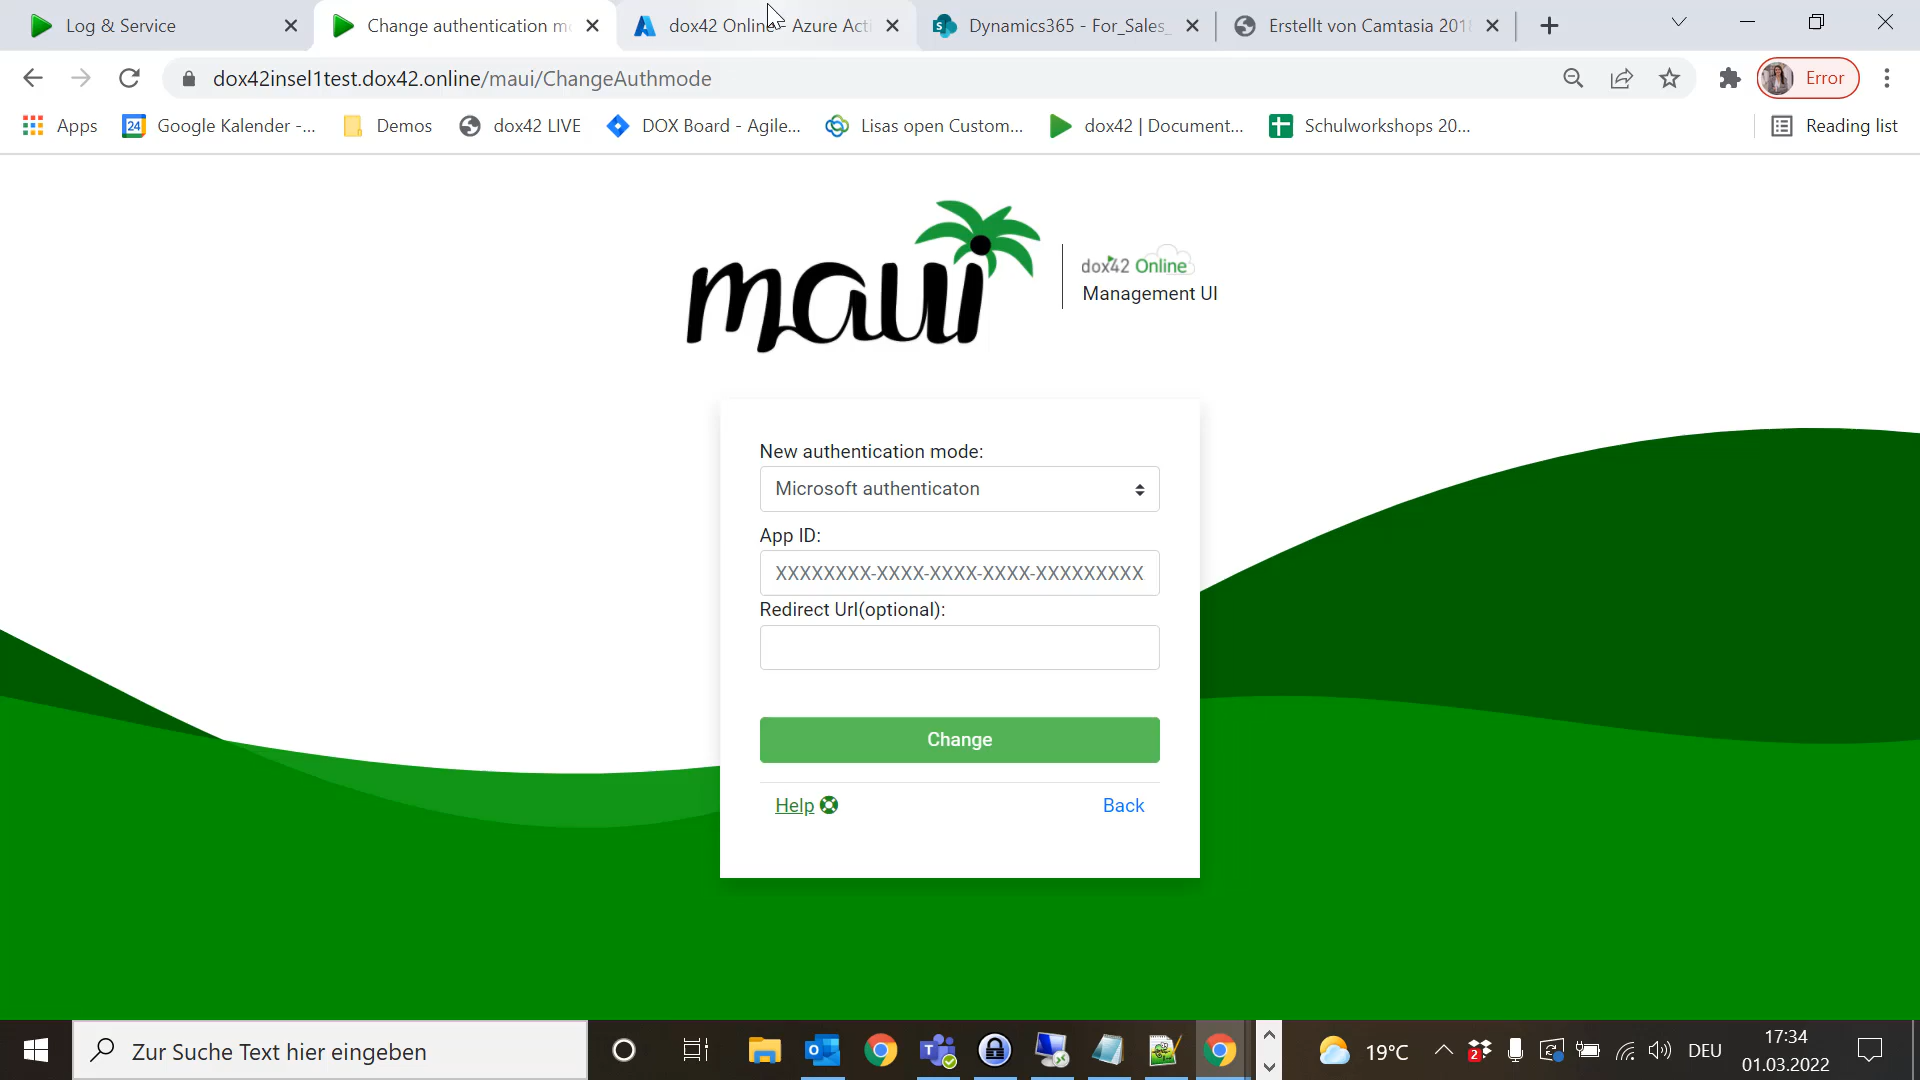 Log & Service
Change authentication m
dox42 Online - Azure Acti
Dynamics365 - For_Sales_
Erstellt von Camtasia 201
dox42insel1test.dox42.online/maui/ChangeAuthmode
Error
Apps
24
Google Kalender -...
Demos
dox42 LIVE
DOX Board - Agile...
Lisas open Custom...
dox42 | Document...
Schulworkshops 20...
Reading list
maui
dox42 Online
Management UI
New authentication mode:
Microsoft authenticaton
App ID:
XXXXXXXX-XXXX-XXXX-XXXX-XXXXXXXXX
Redirect Url(optional):
Change
Help
Back
Zur Suche Text hier eingeben
19°C
2
DEU
17:34
01.03.2022